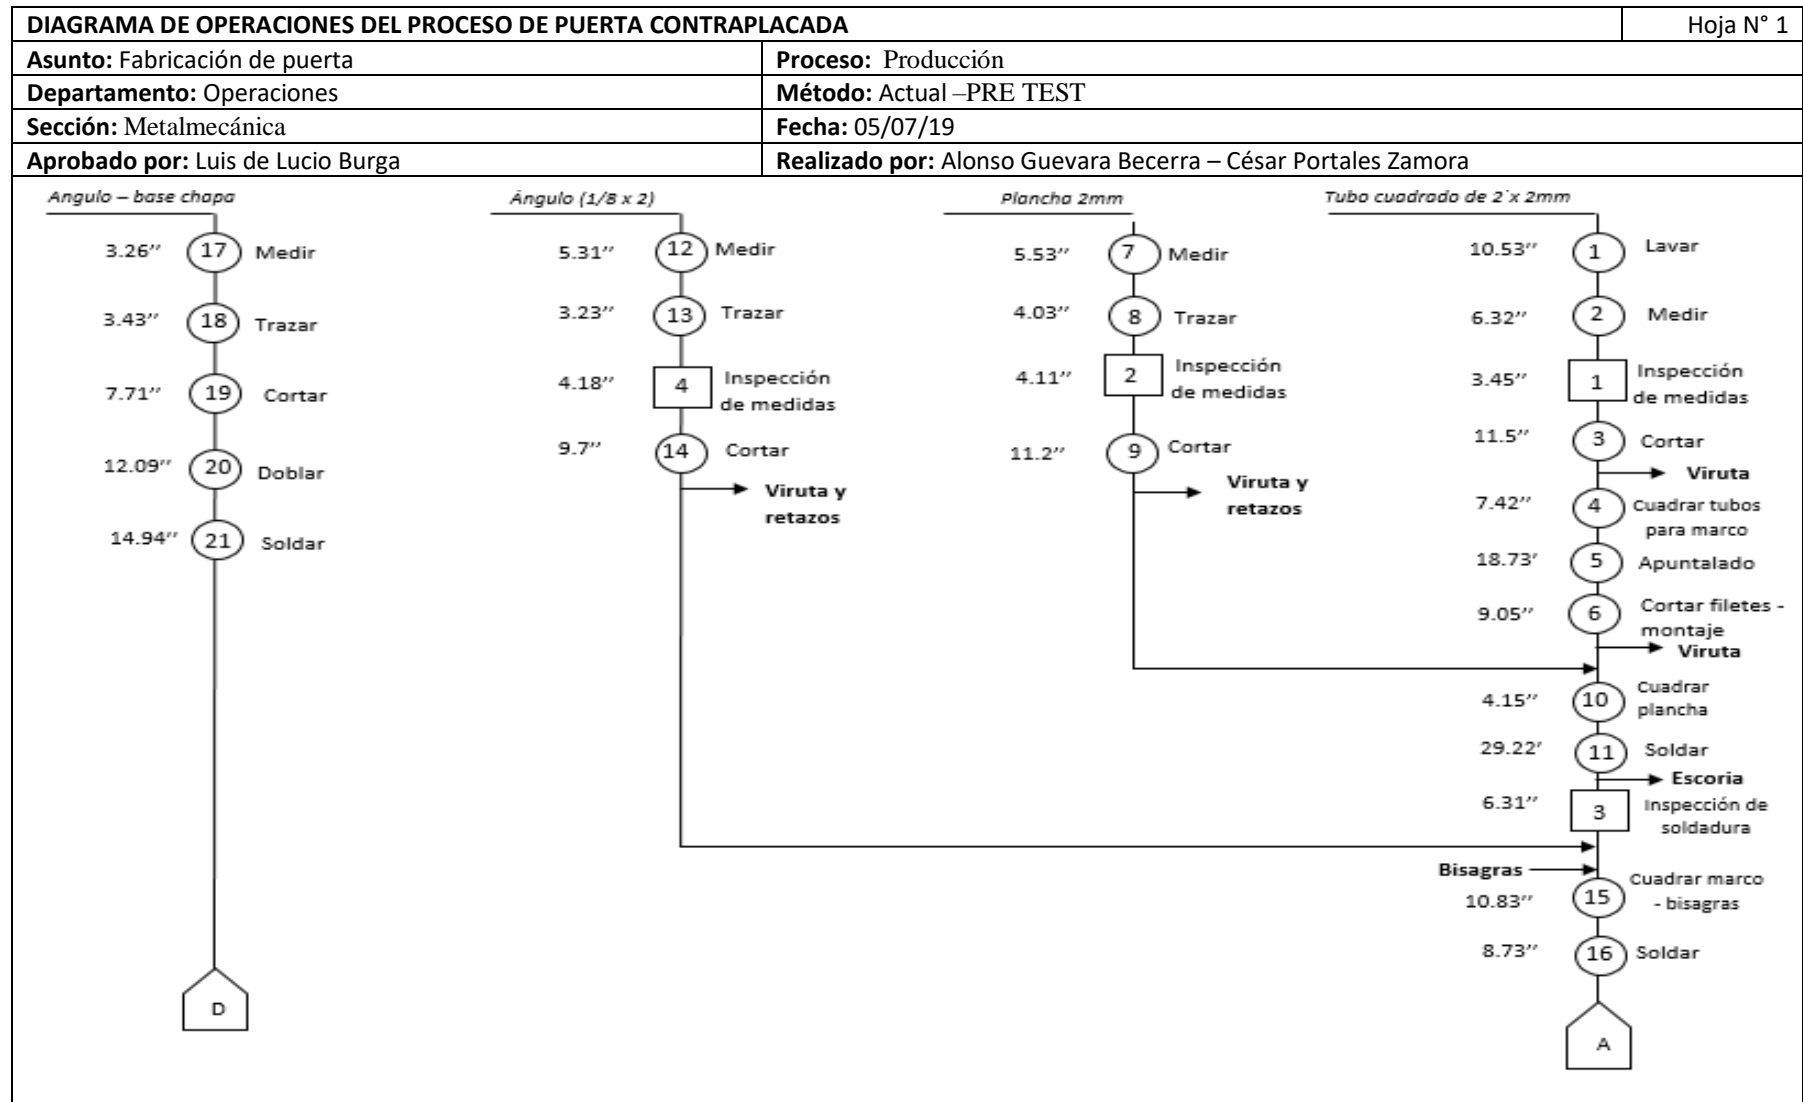 DIAGRAMA DE OPERACIONES DEL PROCESO DE PUERTA CONTRAPLACADA
Hoja N° 1
Asunto: Fabricación de puerta
Proceso: Producción
Departamento: Operaciones
Método: Actual –PRE TEST
Sección: Metalmecánica
Fecha: 05/07/19
Aprobado por: Luis de Lucio Burga
Realizado por: Alonso Guevara Becerra – César Portales Zamora
Angulo – base chapa
3.26’’ 17 Medir
3.43’’ 18 Trazar
7.71’’ 19 Cortar
12.09’’ 20 Doblar
14.94’’ 21 Soldar
D
Ángulo (1/8 x 2)
5.31’’ 12 Medir
3.23’’ 13 Trazar
4.18’’ 4 Inspección
de medidas
9.7’’ 14 Cortar
Viruta y
retazos
Plancha 2mm
5.53’’ 7 Medir
4.03’’ 8 Trazar
4.11’’ 2 Inspección
de medidas
11.2’’ 9 Cortar
Viruta y
retazos
Tubo cuadrado de 2´x 2mm
10.53’’ 1 Lavar
6.32’’ 2 Medir
3.45’’ 1 Inspección
de medidas
11.5’’ 3 Cortar
Viruta
7.42’’ 4 Cuadrar tubos
para marco
18.73’ 5 Apuntalado
9.05’’ 6 Cortar filetes -
montaje
Viruta
4.15’’ 10 Cuadrar
plancha
29.22’ 11 Soldar
Escoria
6.31’’ 3 Inspección de
soldadura
Bisagras
10.83’’ 15 Cuadrar marco
- bisagras
8.73’’ 16 Soldar
A